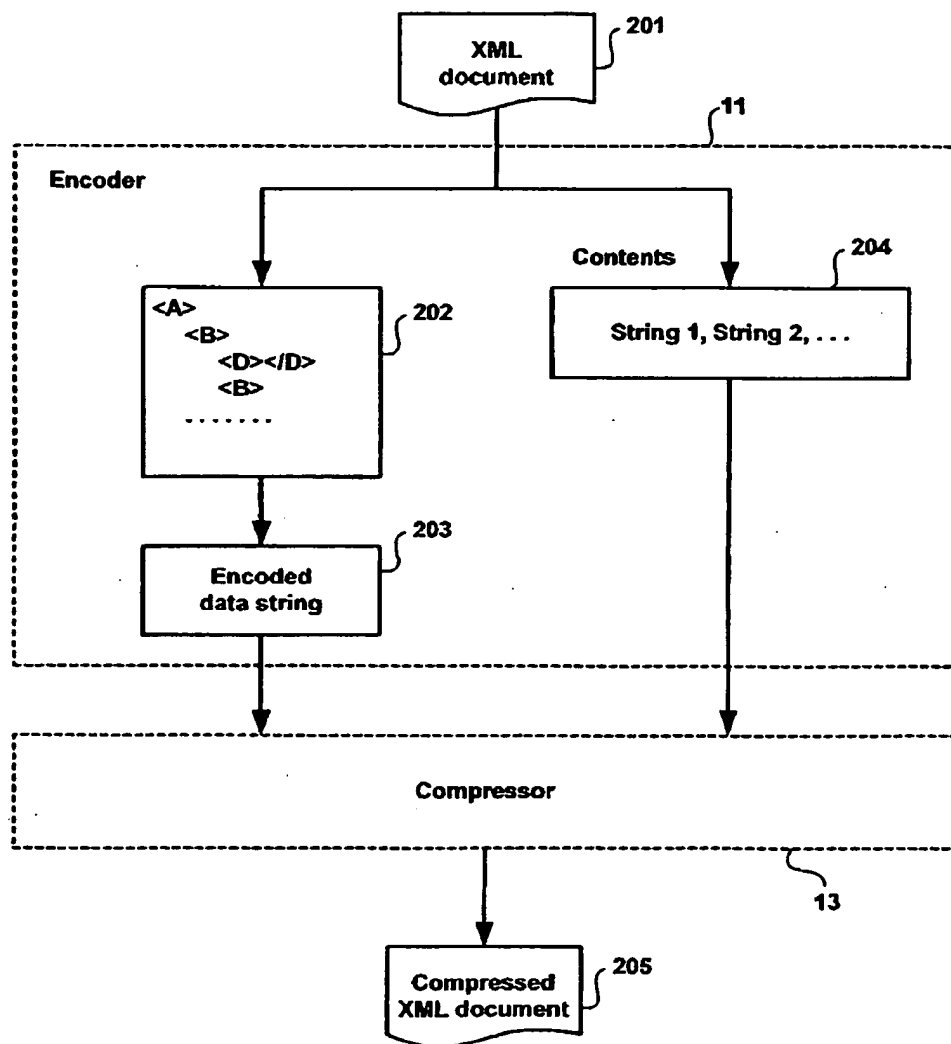 201
XML
document
11
Encoder
Contents
204
<A>
<B>
<D></D>
<B>
.......
202
String 1, String 2, . . .
203
Encoded
data string
Compressor
13
205
Compressed
XML document